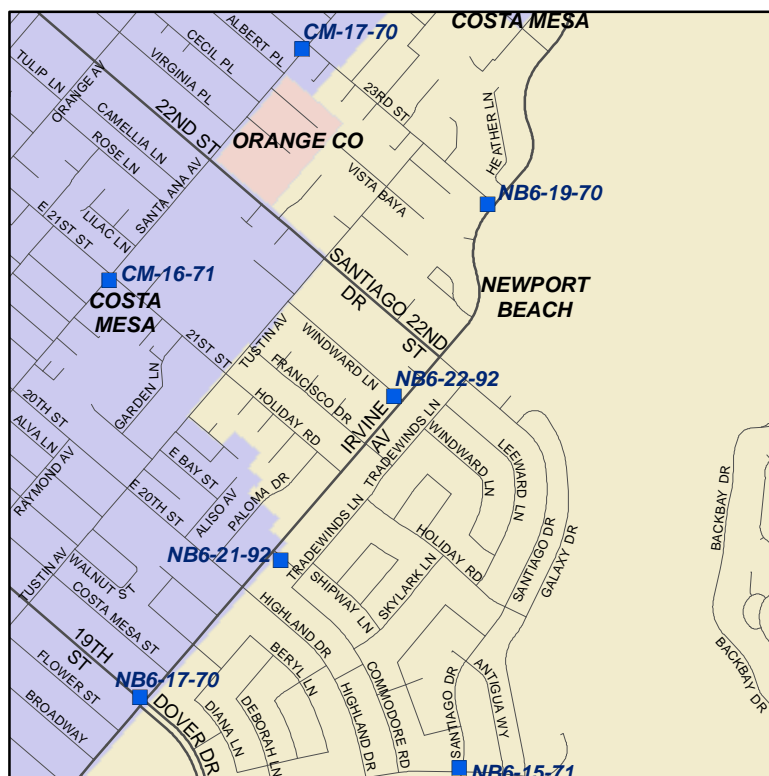 COSTA MESA
CM-17-70
ALBERT PL
CECIL PL
VIRGINIA PL
ORANGE AV
TULIP LN
CAMELLIA LN
ROSE LN
22ND ST
23RD ST
HEATHER LN
ORANGE CO
VISTA BAYA
SANTA ANA AV
NB6-19-70
E 21ST ST
LILAC LN
CM-16-71
COSTA
MESA
SANTIAGO 22ND
DR
ST
NEWPORT
BEACH
TUSTIN AV
21ST ST
WINDWARD LN
FRANCISCO DR
HOLIDAY RD
GARDEN LN
NB6-22-92
IRVINE
AV
TRADEWINDS LN
WINDWARD LN
LEEWARD LN
20TH ST
ALVA LN
RAYMOND AV
E BAY ST
ALISO AV
PALOMA DR
E 20TH ST
TRADEWINDS LN
HOLIDAY RD
SANTIAGO DR
GALAXY DR
BACKBAY DR
NB6-21-92
SHIPWAY LN
SKYLARK LN
TUSTIN AV
WALNUT ST
COSTA MESA ST
HIGHLAND DR
BERYL LN
19TH
ST
FLOWER ST
BROADWAY
NB6-17-70
DOVER DR
DIANA LN
DEBORAH LN
HIGHLAND DR
COMMODORE RD
SANTIAGO DR
ANTIGUA WY
BACKBAY DR
NB6-15-71